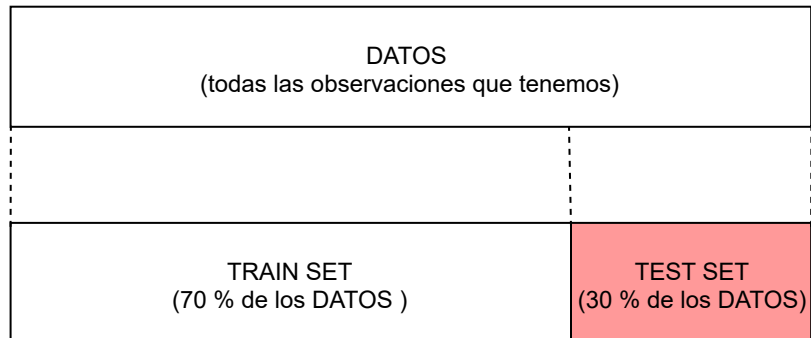 DATOS
(todas las observaciones que tenemos)
TRAIN SET
(70 % de los DATOS )
TEST SET
(30 % de los DATOS)